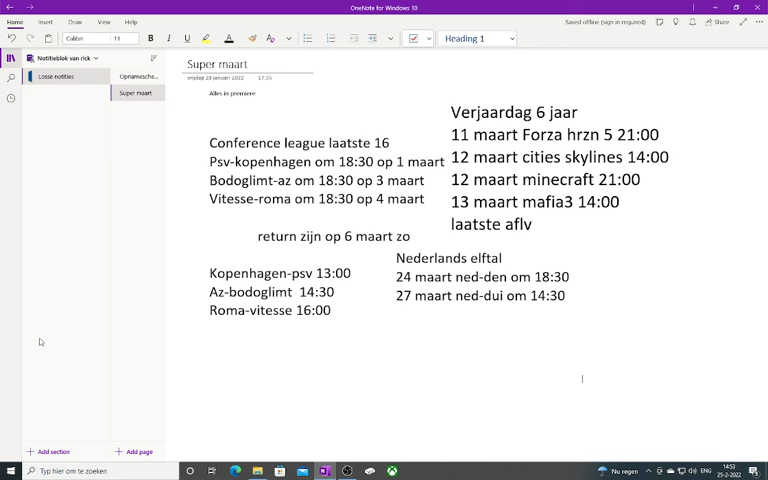 OneNote for Windows 10
Home Insert Draw View Help
Saved offline (sign in required) Share
Calibri 11 B I U A Heading 1
Notitieblok van rick
Losse notities
Opnamesche...
Super maart
Super maart
vrijdag 28 januari 2022 17:35
Alles in premiere
Conference league laatste 16
Psv-kopenhagen om 18:30 op 1 maart
Bodoglimt-az om 18:30 op 3 maart
Vitesse-roma om 18:30 op 4 maart
return zijn op 6 maart zo
Kopenhagen-psv 13:00
Az-bodoglimt 14:30
Roma-vitesse 16:00
Verjaardag 6 jaar
11 maart Forza hrzn 5 21:00
12 maart cities skylines 14:00
12 maart minecraft 21:00
13 maart mafia3 14:00
laatste aflv
Nederlands elftal
24 maart ned-den om 18:30
27 maart ned-dui om 14:30
+ Add section + Add page
Typ hier om te zoeken
Nu regen
ENG
14:53
25-2-2022